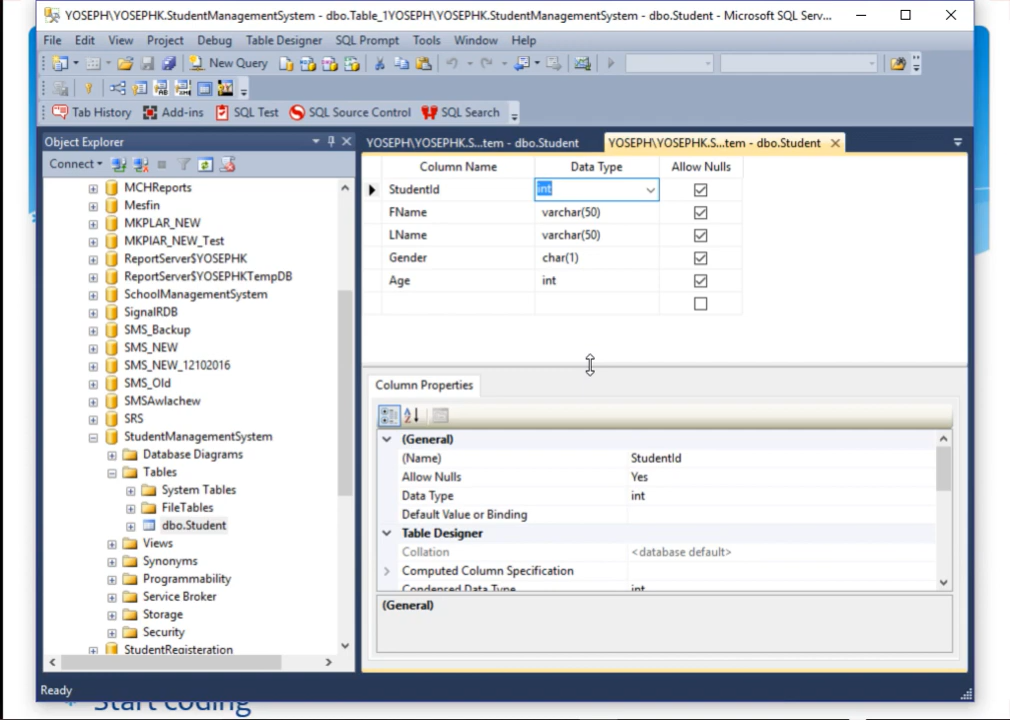 YOSEPH\YOSEPHK.StudentManagementSystem - dbo.Table_1YOSEPH\YOSEPHK.StudentManagementSystem - dbo.Student - Microsoft SQL Serv...
File Edit View Project Debug Table Designer SQL Prompt Tools Window Help
New Query
Tab History Add-ins SQL Test SQL Source Control SQL Search
Object Explorer
Connect
MCHReports
Mesfin
MKPLAR_NEW
MKPIAR_NEW_Test
ReportServer$YOSEPHK
ReportServer$YOSEPHKTempDB
SchoolManagementSystem
SignalRDB
SMS_Backup
SMS_NEW
SMS_NEW_12102016
SMS_Old
SMSAwlachew
SRS
StudentManagementSystem
Database Diagrams
Tables
System Tables
FileTables
dbo.Student
Views
Synonyms
Programmability
Service Broker
Storage
Security
StudentRegisteration
YOSEPH\YOSEPHK.S...tem - dbo.Student YOSEPH\YOSEPHK.S...tem - dbo.Student
Column Name Data Type Allow Nulls
StudentId int
FName varchar(50)
LName varchar(50)
Gender char(1)
Age int
Column Properties
(General)
(Name) StudentId
Allow Nulls Yes
Data Type int
Default Value or Binding
Table Designer
Collation <database default>
Computed Column Specification
Condensed Data Type int
(General)
Ready
Start coding